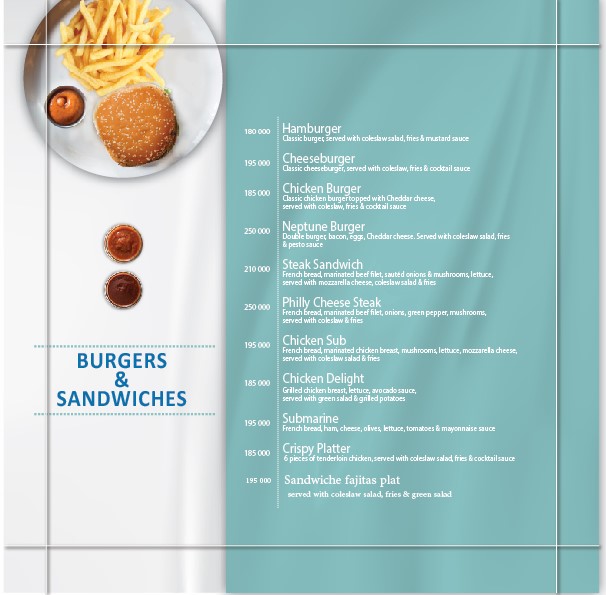 180 000 Hamburger
Classic burger, served with coleslaw salad, fries & mustard sauce
195 000 Cheeseburger
Classic cheeseburger, served with coleslaw, fries & cocktail sauce
185 000 Chicken Burger
Classic chicken burger topped with Cheddar cheese,
served with coleslaw, fries & cocktail sauce
250 000 Neptune Burger
Double burger, bacon, eggs, Cheddar cheese. Served with coleslaw salad, fries
& pesto sauce
210 000 Steak Sandwich
French bread, marinated beef filet, sautéd onions & mushrooms, lettuce,
served with mozzarella cheese, coleslaw salad & fries
250 000 Philly Cheese Steak
French bread, marinated beef filet, onions, green pepper, mushrooms,
served with coleslaw & fries
195 000 Chicken Sub
French bread, marinated chicken breast, mushrooms, lettuce, mozzarella cheese,
served with coleslaw salad & fries
185 000 Chicken Delight
Grilled chicken breast, lettuce, avocado sauce,
served with green salad & grilled potatoes
195 000 Submarine
French bread, ham, cheese, olives, lettuce, tomatoes & mayonnaise sauce
185 000 Crispy Platter
6 pieces of tenderloin chicken, served with coleslaw salad, fries & cocktail sauce
195 000 Sandwiche fajitas plat
served with coleslaw salad, fries & green salad
BURGERS
&
SANDWICHES